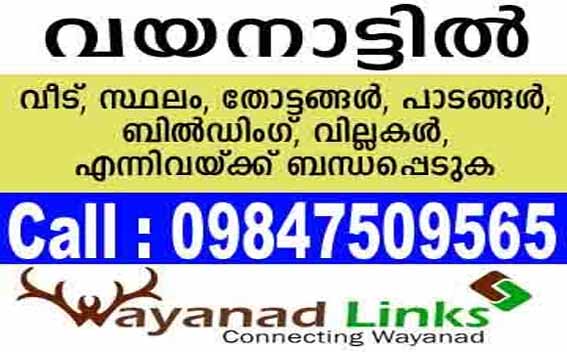 വയനാട്ടിൽ
വീട്, സ്ഥലം, തോട്ടങ്ങൾ, പാടങ്ങൾ,
ബിൽഡിംഗ്, വില്ലകൾ,
എന്നിവയ്ക്ക് ബന്ധപ്പെടുക
Call : 09847509565
Wayanad Links
Connecting Wayanad